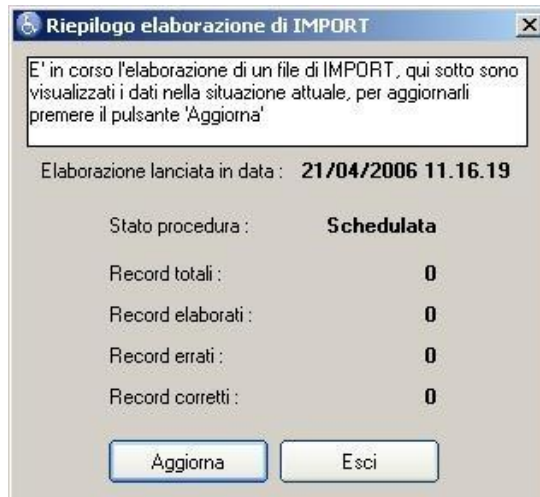 Riepilogo elaborazione di IMPORT
E' in corso l'elaborazione di un file di IMPORT, qui sotto sono
visualizzati i dati nella situazione attuale, per aggiornarli
premere il pulsante 'Aggiorna'
Elaborazione lanciata in data : 21/04/2006 11.16.19
Stato procedura : Schedulata
Record totali : 0
Record elaborati : 0
Record errati : 0
Record corretti : 0
Aggiorna Esci